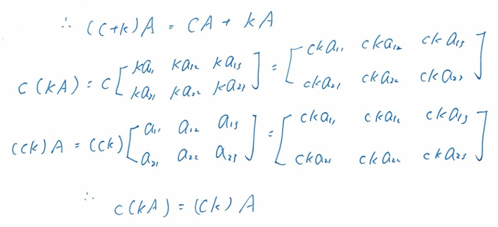 ∴ (c+k)A = CA + kA
c(kA) = c[ka₁₁ ka₁₂ ka₁₃ ; ka₂₁ ka₂₂ ka₂₃] = [cka₁₁ cka₁₂ cka₁₃ ; cka₂₁ cka₂₂ cka₂₃]
(ck)A = (ck)[a₁₁ a₁₂ a₁₃ ; a₂₁ a₂₂ a₂₃] = [cka₁₁ cka₁₂ cka₁₃ ; cka₂₁ cka₂₂ cka₂₃]
∴ c(kA) = (ck)A